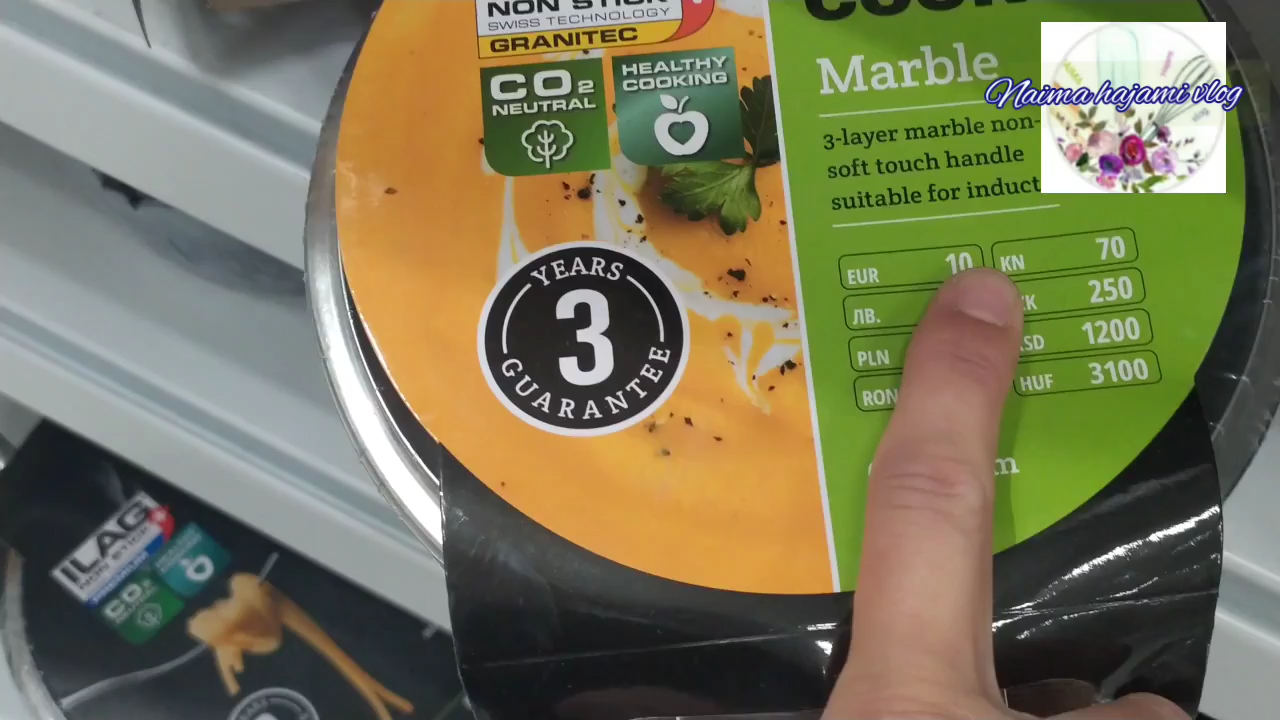 NON STICK
SWISS TECHNOLOGY
GRANITEC
CO2
NEUTRAL
HEALTHY
COOKING
YEARS
3
GUARANTEE
Marble
3-layer marble non-
soft touch handle
suitable for induct
EUR 10
KN 70
ЛВ.
250
PLN
1200
RON
HUF 3100
Naima hajami vlog
ILAG
NON STICK
PREMIUM
CO2